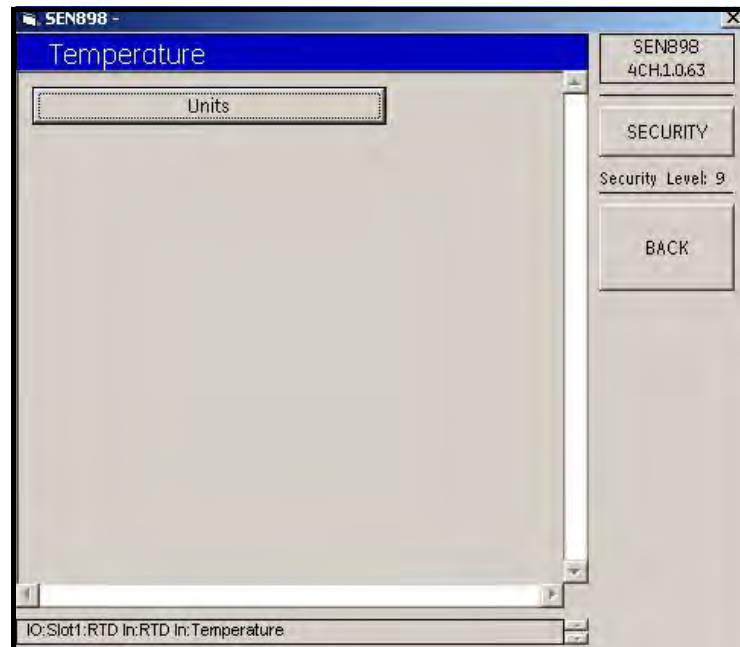 SEN898 -
Temperature
Units
SEN898
4CH.1.0.63
SECURITY
Security Level: 9
BACK
IO:Slot1:RTD In:RTD In:Temperature